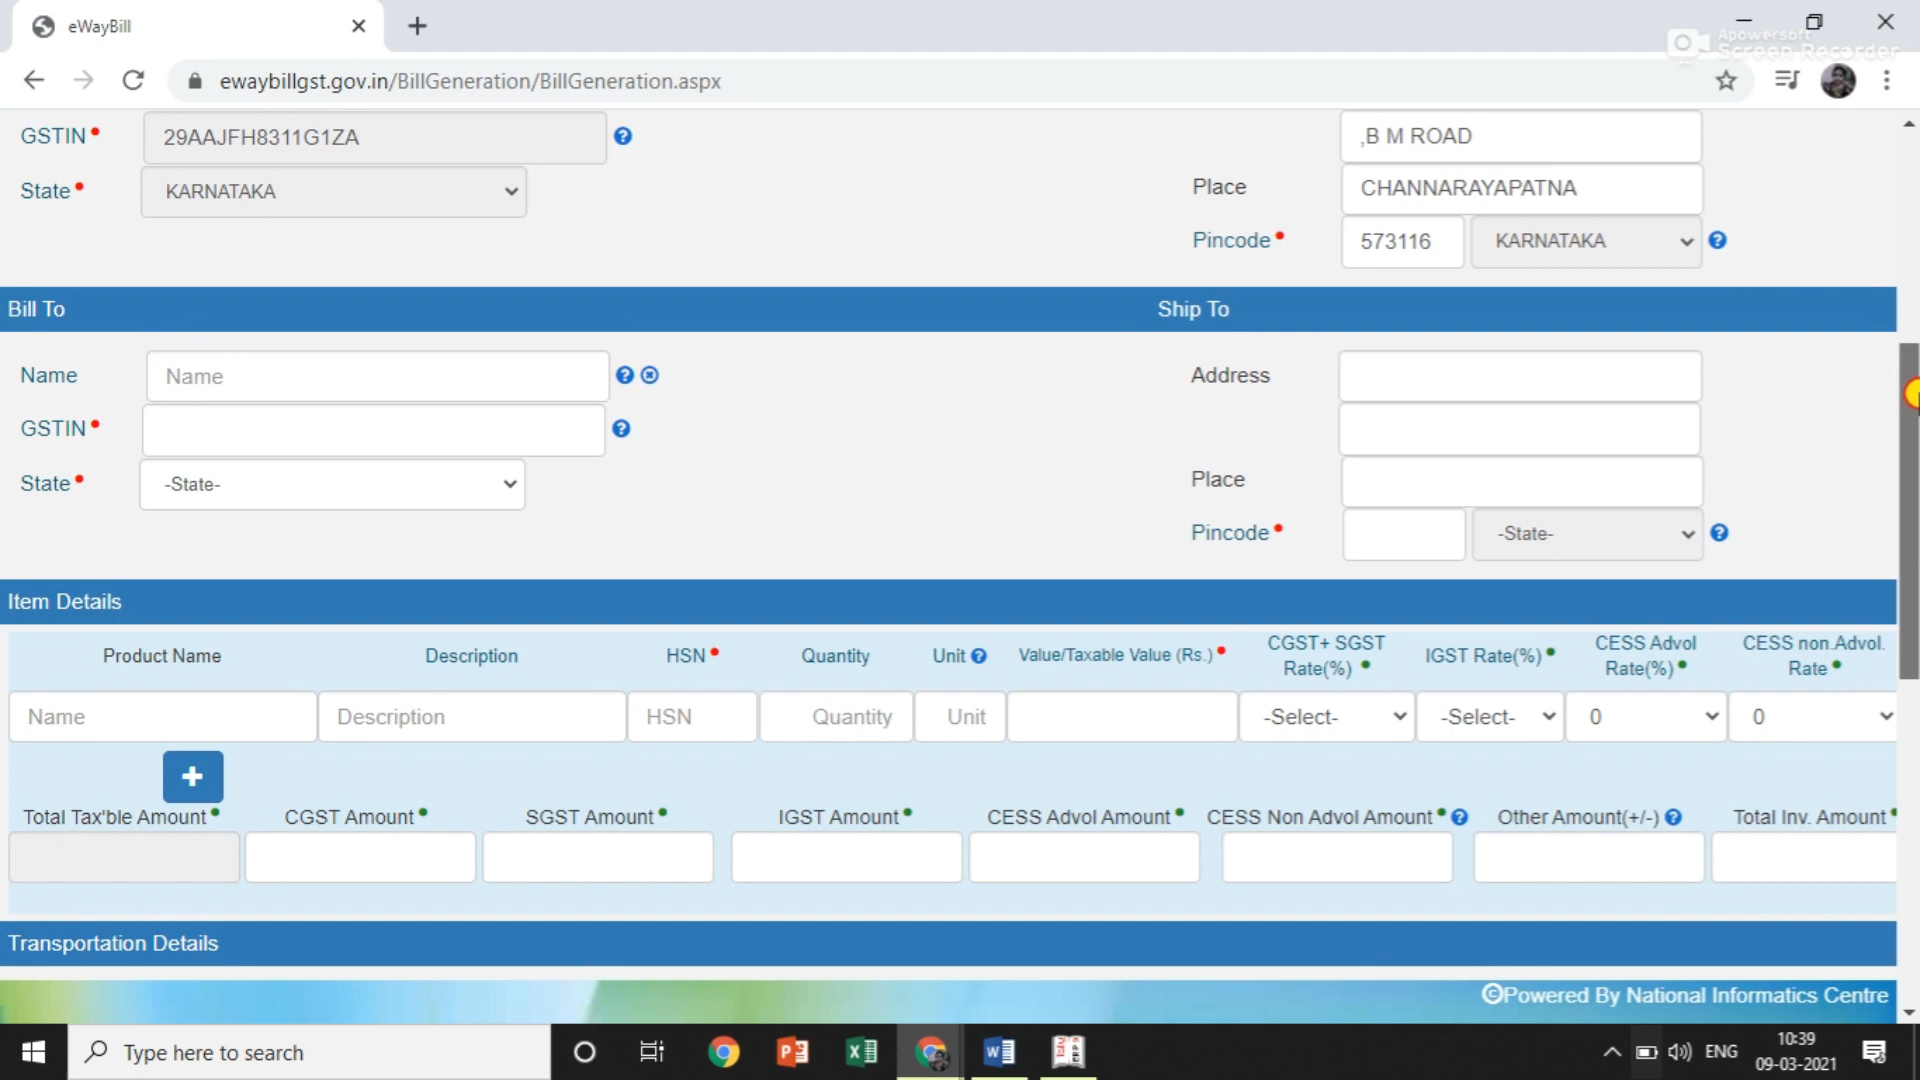 eWayBill
Apowersoft
Screen Recorder
ewaybillgst.gov.in/BillGeneration/BillGeneration.aspx
GSTIN 29AAJFH8311G1ZA ,B M ROAD
State KARNATAKA Place CHANNARAYAPATNA
Pincode 573116 KARNATAKA
Bill To Ship To
Name Name Address
GSTIN
State -State- Place
Pincode -State-
Item Details
Product Name Description HSN Quantity Unit Value/Taxable Value (Rs.) CGST+ SGST Rate(%) IGST Rate(%) CESS Advol Rate(%) CESS non.Advol. Rate
Name Description HSN Quantity Unit -Select- -Select- 0 0
Total Tax'ble Amount CGST Amount SGST Amount IGST Amount CESS Advol Amount CESS Non Advol Amount Other Amount(+/-) Total Inv. Amount
Transportation Details
©Powered By National Informatics Centre
Type here to search ENG 10:39
09-03-2021